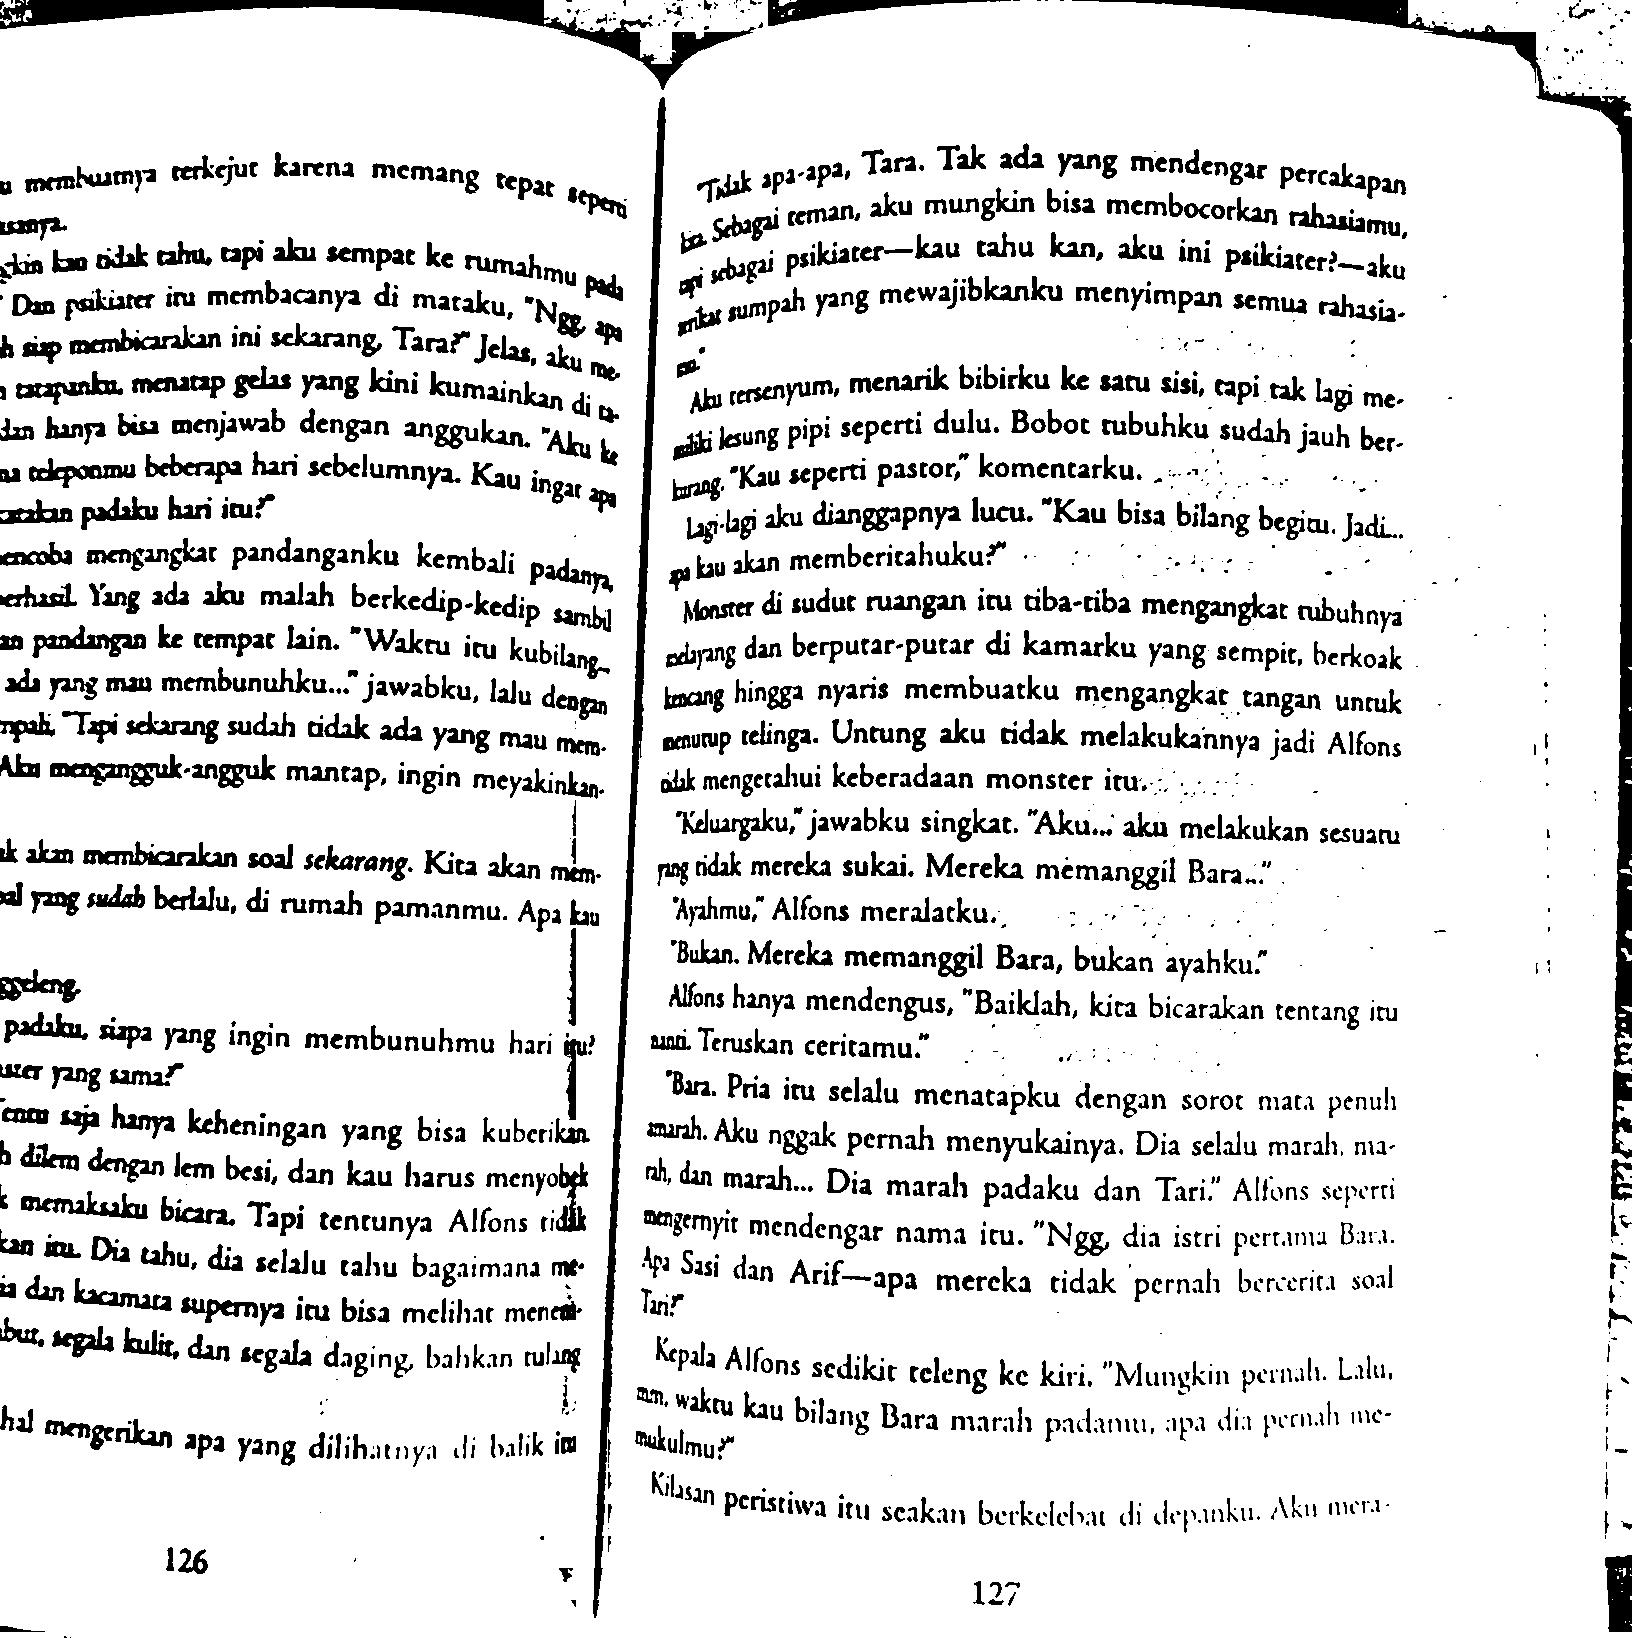 membuatnya terkejut karena memang tepat seperti
kau tidak tahu, tapi aku sempat ke rumahmu pada
Dan psikiater itu membacanya di mataku, "Ngg, apa
siap membicarakan ini sekarang, Tara?" Jelas, aku me-
tatapanku, menatap gelas yang kini kumainkan di ta-
dan hanya bisa menjawab dengan anggukan. "Aku ke
teleponmu beberapa hari sebelumnya. Kau ingat apa
padaku hari itu?"
mengangkat pandanganku kembali padanya,
Yang ada aku malah berkedip-kedip sambil
pandangan ke tempat lain. "Waktu itu kubilang...
ada yang mau membunuhku..." jawabku, lalu dengan
"Tapi sekarang sudah tidak ada yang mau mem-
Aku mengangguk-angguk mantap, ingin meyakinkan-
akan membicarakan soal sekarang. Kita akan mem-
yang sudah berlalu, di rumah pamanmu. Apa kau
padaku, siapa yang ingin membunuhmu hari itu?
yang sama?"
saja hanya keheningan yang bisa kuberikan.
dilem dengan lem besi, dan kau harus menyobek
memaksaku bicara. Tapi tentunya Alfons tidak
itu. Dia tahu, dia selalu tahu bagaimana me-
dan kacamata supernya itu bisa melihat menem-
segala kulit, dan segala daging, bahkan tulang
hal mengerikan apa yang dilihatnya di balik itu
126
"Tidak apa-apa, Tara. Tak ada yang mendengar percakapan
kita. Sebagai teman, aku mungkin bisa membocorkan rahasiamu,
tapi sebagai psikiater—kau tahu kan, aku ini psikiater?—aku
terikat sumpah yang mewajibkanku menyimpan semua rahasia-
mu."
Aku tersenyum, menarik bibirku ke satu sisi, tapi tak lagi me-
miliki lesung pipi seperti dulu. Bobot tubuhku sudah jauh ber-
kurang. "Kau seperti pastor," komentarku.
Lagi-lagi aku dianggapnya lucu. "Kau bisa bilang begitu. Jadi...
apa kau akan memberitahuku?"
Monster di sudut ruangan itu tiba-tiba mengangkat tubuhnya
melayang dan berputar-putar di kamarku yang sempit, berkoak
kencang hingga nyaris membuatku mengangkat tangan untuk
menutup telinga. Untung aku tidak melakukannya jadi Alfons
tidak mengetahui keberadaan monster itu.
"Keluargaku," jawabku singkat. "Aku... aku melakukan sesuatu
yang tidak mereka sukai. Mereka memanggil Bara..."
"Ayahmu," Alfons meralatku.
"Bukan. Mereka memanggil Bara, bukan ayahku."
Alfons hanya mendengus, "Baiklah, kita bicarakan tentang itu
nanti. Teruskan ceritamu."
"Bara. Pria itu selalu menatapku dengan sorot mata penuh
amarah. Aku nggak pernah menyukainya. Dia selalu marah, ma-
rah, dan marah... Dia marah padaku dan Tari." Alfons seperti
mengernyit mendengar nama itu. "Ngg, dia istri pertama Bara.
Apa Sasi dan Arif—apa mereka tidak pernah bercerita soal
Tari?"
Kepala Alfons sedikit teleng ke kiri. "Mungkin pernah. Lalu,
mm, waktu kau bilang Bara marah padamu, apa dia pernah me-
mukulmu?"
Kilasan peristiwa itu seakan berkelebat di depanku. Aku mera-
127